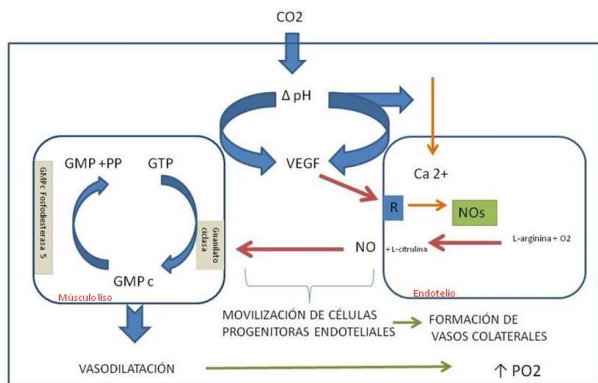 CO2
Δ pH
VEGF
GMPc Fosfodiesterasa 5
GMP +PP
GTP
Guanilato
ciclasa
GMP c
Músculo liso
Ca 2+
R
NOs
L-arginina + O2
NO
+ L-citrulina
Endotelio
MOVILIZACIÓN DE CÉLULAS
PROGENITORAS ENDOTELIALES
FORMACIÓN DE
VASOS COLATERALES
VASODILATACIÓN
↑ PO2